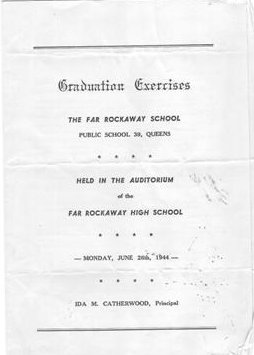 Graduation Exercises
THE FAR ROCKAWAY SCHOOL
PUBLIC SCHOOL 39, QUEENS
* * * *
HELD IN THE AUDITORIUM
of the
FAR ROCKAWAY HIGH SCHOOL
* * * *
— MONDAY, JUNE 26th, 1944 —
* * * *
IDA M. CATHERWOOD, Principal